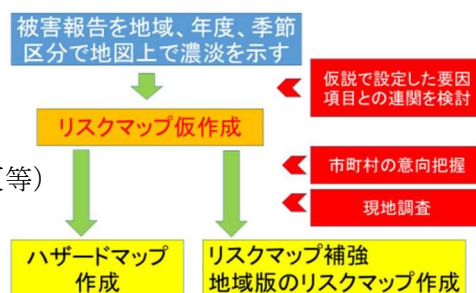 被害報告を地域、年度、季節
区分で地図上で濃淡を示す
仮説で設定した要因
項目との連関を検討
リスクマップ仮作成
市町村の意向把握
等）
現地調査
ハザードマップ
作成
リスクマップ補強
地域版のリスクマップ作成